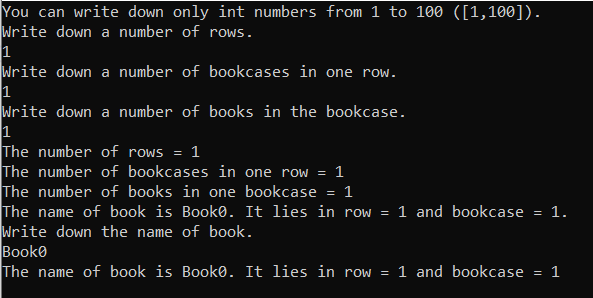 You can write down only int numbers from 1 to 100 ([1,100]).
Write down a number of rows.
1
Write down a number of bookcases in one row.
1
Write down a number of books in the bookcase.
1
The number of rows = 1
The number of bookcases in one row = 1
The number of books in one bookcase = 1
The name of book is Book0. It lies in row = 1 and bookcase = 1.
Write down the name of book.
Book0
The name of book is Book0. It lies in row = 1 and bookcase = 1